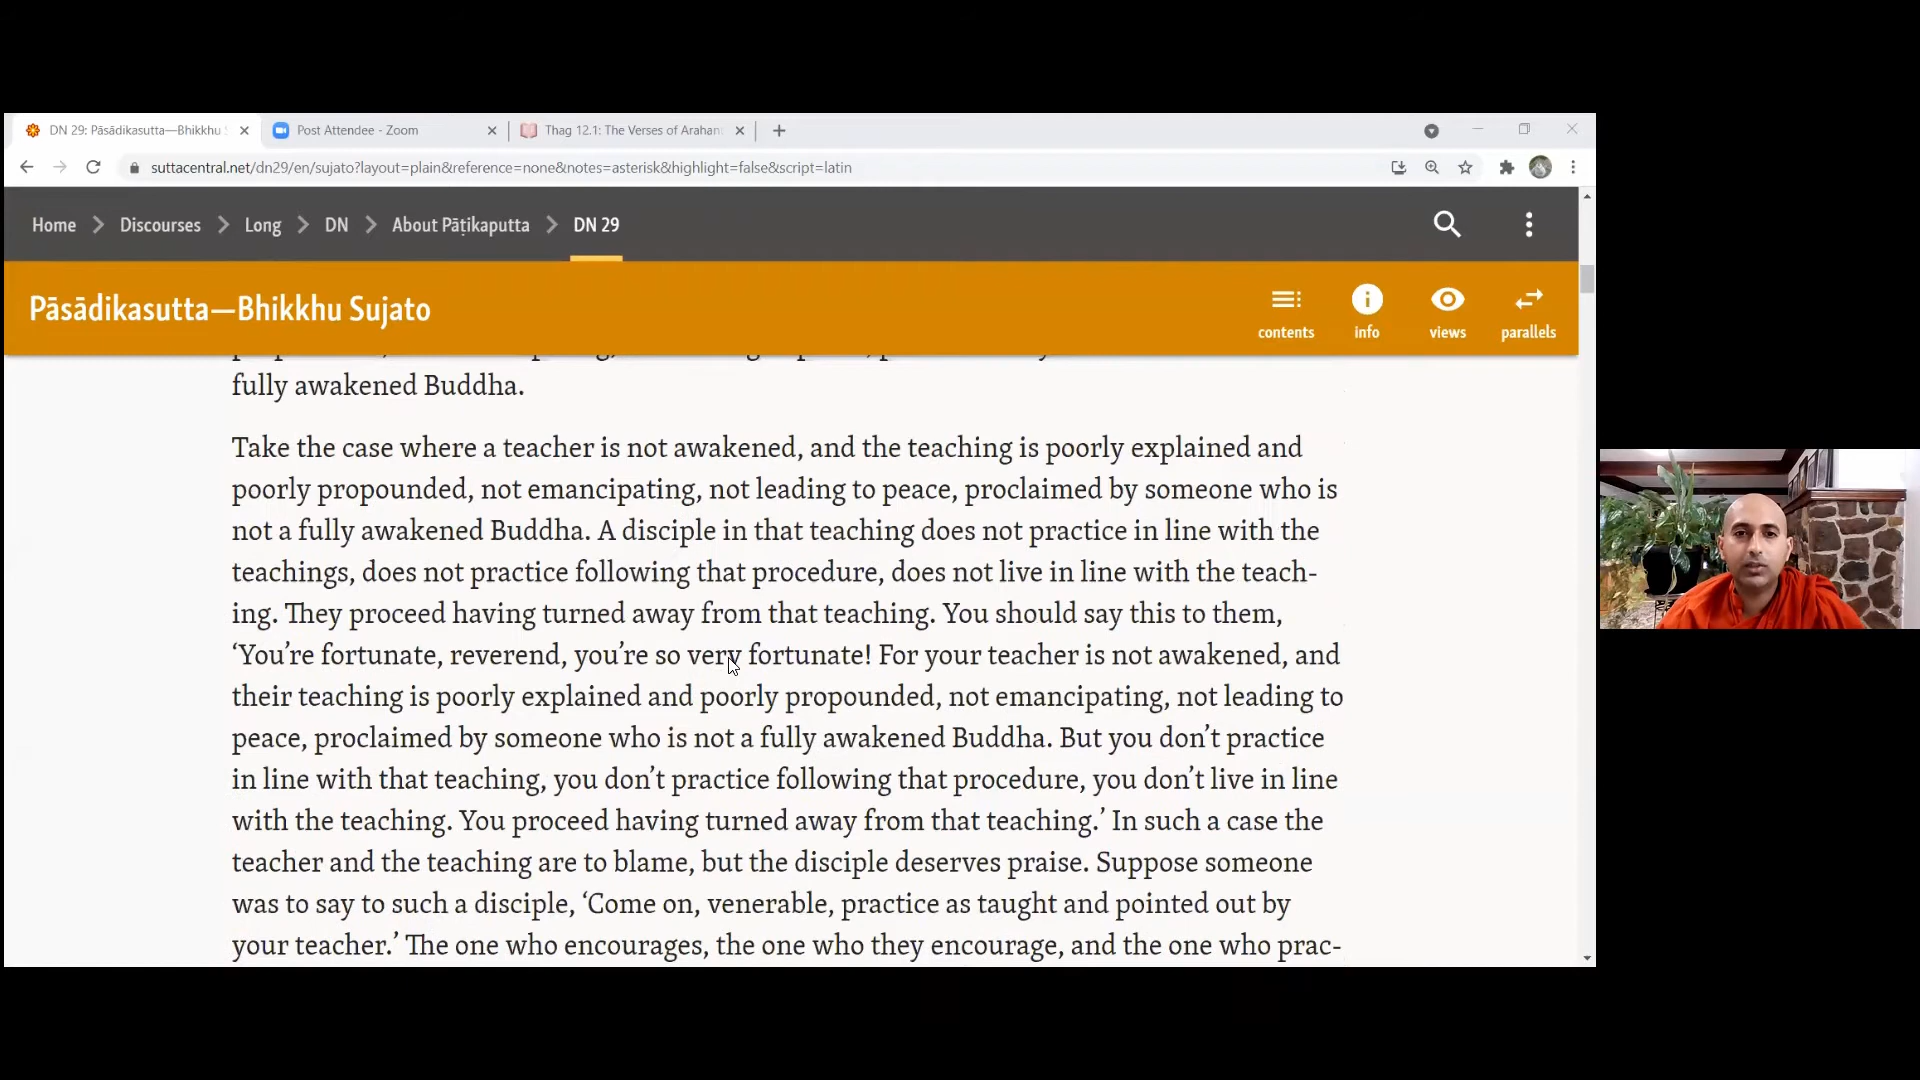 DN 29: Pāsādikasutta—Bhikkhu
Post Attendee - Zoom
Thag 12.1: The Verses of Arahan
suttacentral.net/dn29/en/sujato?layout=plain&reference=none&notes=asterisk&highlight=false&script=latin
Home Discourses Long DN About Pāṭikaputta DN 29
Pāsādikasutta—Bhikkhu Sujato
contents info views parallels
fully awakened Buddha.
Take the case where a teacher is not awakened, and the teaching is poorly explained and
poorly propounded, not emancipating, not leading to peace, proclaimed by someone who is
not a fully awakened Buddha. A disciple in that teaching does not practice in line with the
teachings, does not practice following that procedure, does not live in line with the teach-
ing. They proceed having turned away from that teaching. You should say this to them,
‘You’re fortunate, reverend, you’re so very fortunate! For your teacher is not awakened, and
their teaching is poorly explained and poorly propounded, not emancipating, not leading to
peace, proclaimed by someone who is not a fully awakened Buddha. But you don’t practice
in line with that teaching, you don’t practice following that procedure, you don’t live in line
with the teaching. You proceed having turned away from that teaching.’ In such a case the
teacher and the teaching are to blame, but the disciple deserves praise. Suppose someone
was to say to such a disciple, ‘Come on, venerable, practice as taught and pointed out by
your teacher.’ The one who encourages, the one who they encourage, and the one who prac-